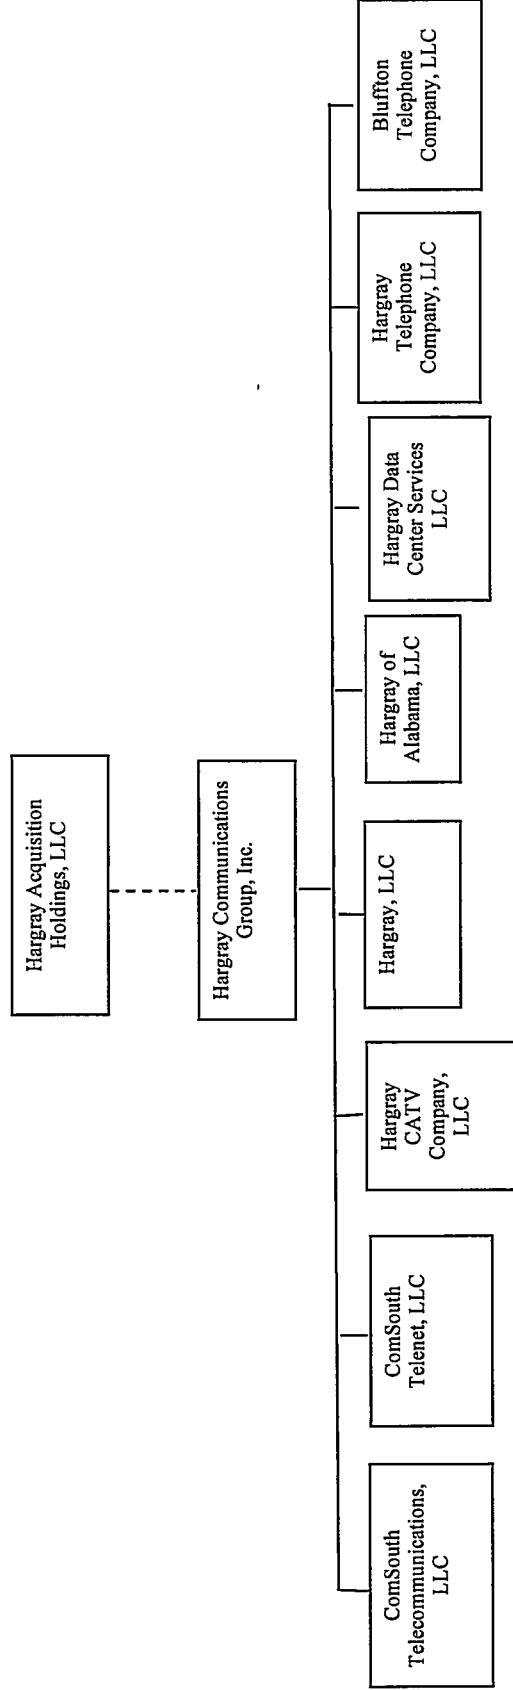 Hargray Acquisition
Holdings, LLC
Hargray Communications
Group, Inc.
ComSouth
Telecommunications,
LLC
ComSouth
Telenet, LLC
Hargray
CATV
Company,
LLC
Hargray, LLC
Hargray of
Alabama, LLC
Hargray Data
Center Services
LLC
Hargray
Telephone
Company, LLC
Bluffton
Telephone
Company, LLC